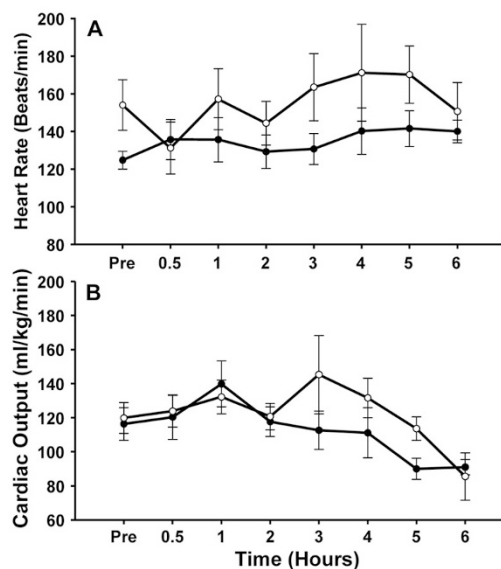 A
Heart Rate (Beats/min)
200
180
160
140
120
100
80
Pre 0.5 1 2 3 4 5 6
B
Cardiac Output (ml/kg/min)
200
180
160
140
120
100
80
60
Pre 0.5 1 2 3 4 5 6
Time (Hours)